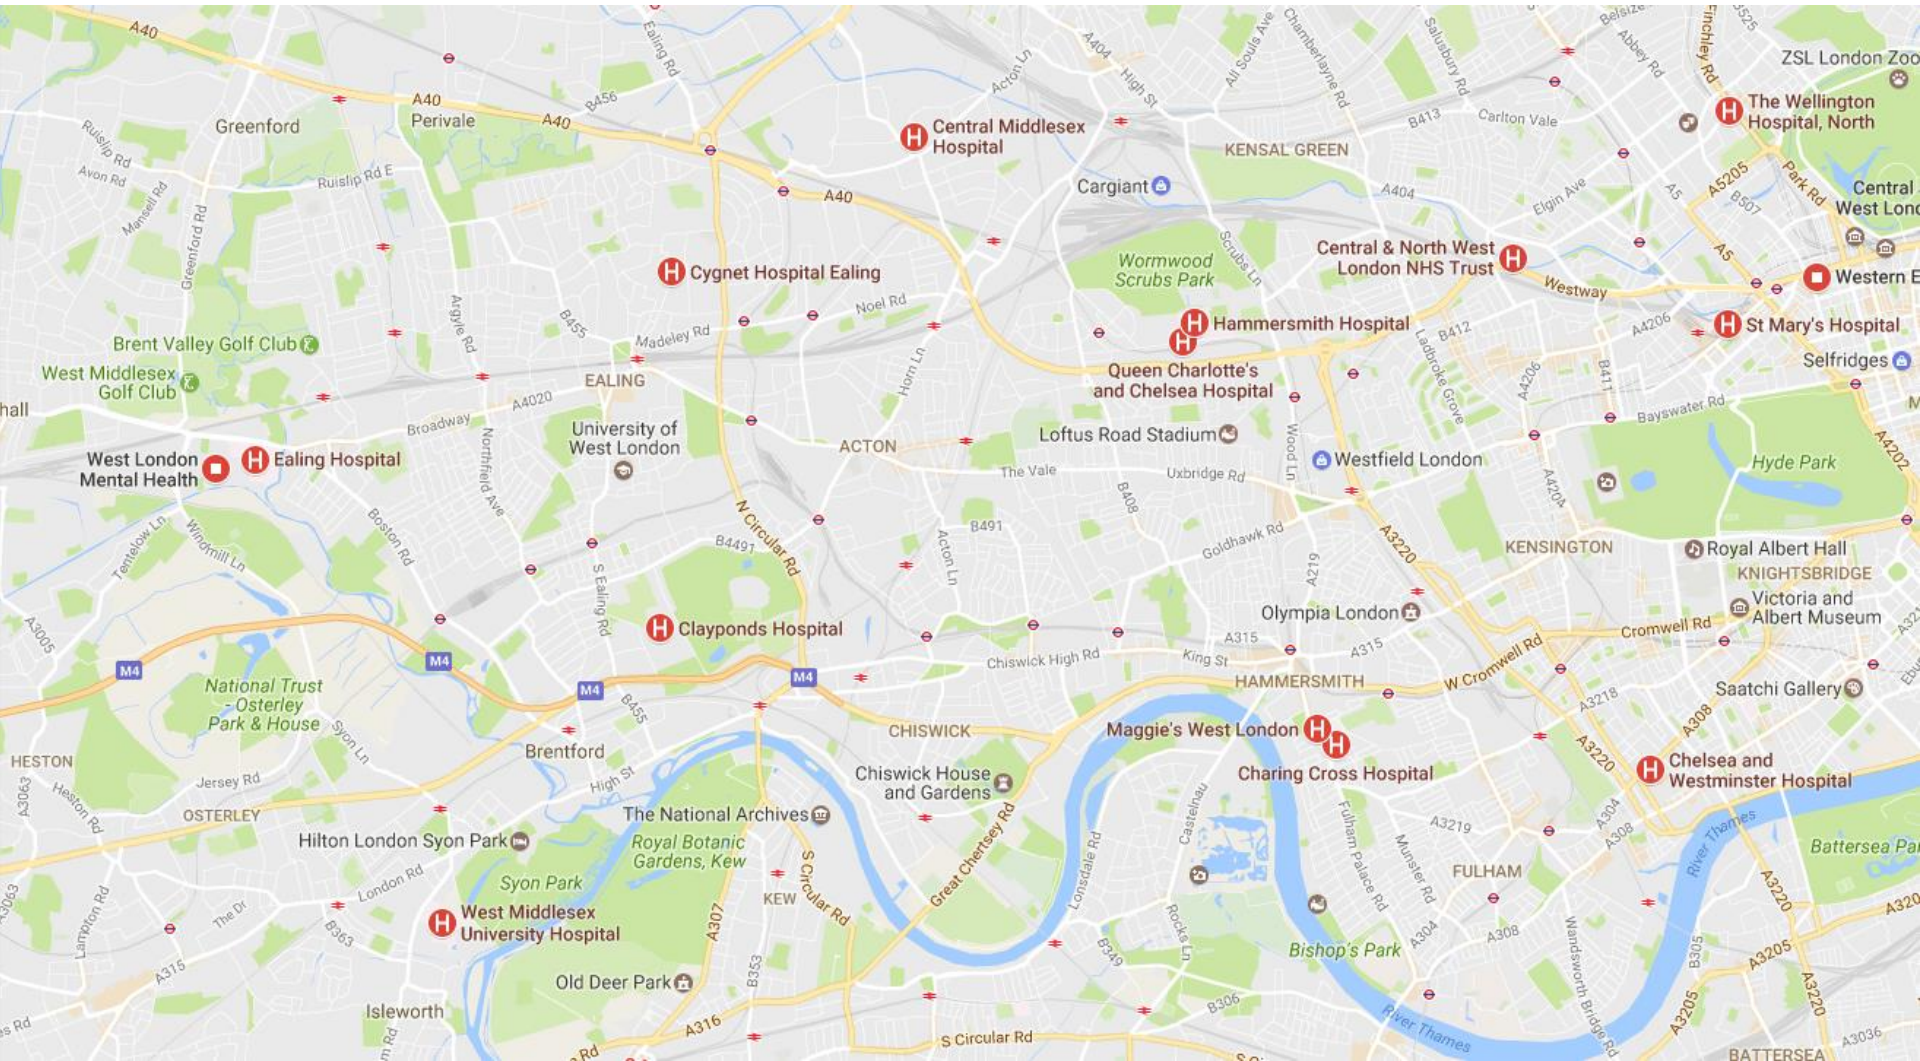 A40
Ealing Rd
A404
All Souls Ave
Chamberlayne Rd
Salusbury Rd
Abbey Rd
Finchley Rd
B525
ZSL London Zoo
Acton Ln
High St
A40
Perivale
B456
A40
Greenford
Central Middlesex
Hospital
The Wellington
Hospital, North
Carlton Vale
B413
KENSAL GREEN
Ruislip Rd
Avon Rd
Mansell Rd
Ruislip Rd E
Cargiant
A40
A404
Elgin Ave
A5
A5205
B507
Park Rd
Central
Greenford Rd
Scrubs Ln
A5
Cygnet Hospital Ealing
Wormwood
Scrubs Park
Central & North West
London NHS Trust
Westway
Western E
Argyle Rd
B455
Madeley Rd
Noel Rd
Hammersmith Hospital
B412
A4206
St Mary's Hospital
Brent Valley Golf Club
West Middlesex
Golf Club
Queen Charlotte's
and Chelsea Hospital
Ladbroke Grove
A4206
B411
Selfridges
hall
EALING
A4020
Broadway
Horn Ln
Bayswater Rd
University of
West London
ACTON
Loftus Road Stadium
Wood Ln
West London
Mental Health
Ealing Hospital
Northfield Ave
The Vale
Uxbridge Rd
Westfield London
A4204
Hyde Park
A4202
B408
Tentelow Ln
Windmill Ln
Boston Rd
N Circular Rd
B4491
B491
Acton Ln
Goldhawk Rd
A219
A3220
KENSINGTON
Royal Albert Hall
KNIGHTSBRIDGE
Victoria and
Albert Museum
S Ealing Rd
Clayponds Hospital
Olympia London
Cromwell Rd
A3005
A315
A315
King St
Chiswick High Rd
W Cromwell Rd
M4
M4
M4
M4
National Trust
- Osterley
Park & House
HAMMERSMITH
Saatchi Gallery
A3218
A308
B455
Syon Ln
CHISWICK
Maggie's West London
Charing Cross Hospital
A3220
Chelsea and
Westminster Hospital
Brentford
HESTON
Jersey Rd
High St
Chiswick House
and Gardens
A3063
Heston Rd
OSTERLEY
The National Archives
Great Chertsey Rd
Castelnau
Fulham Palace Rd
Munster Rd
A3219
A304
A308
River Thames
Battersea Par
Hilton London Syon Park
Royal Botanic
Gardens, Kew
Lonsdale Rd
FULHAM
Syon Park
London Rd
S Circular Rd
KEW
A3220
A3063
Lampton Rd
The Dr
West Middlesex
University Hospital
A307
B363
Rocks Ln
A304
A308
Bishop's Park
Wandsworth Bridge Rd
B305
A3205
A315
B353
B349
Old Deer Park
B306
Isleworth
A316
S Circular Rd
River Thames
A3205
A3220
A3036
BATTERSEA